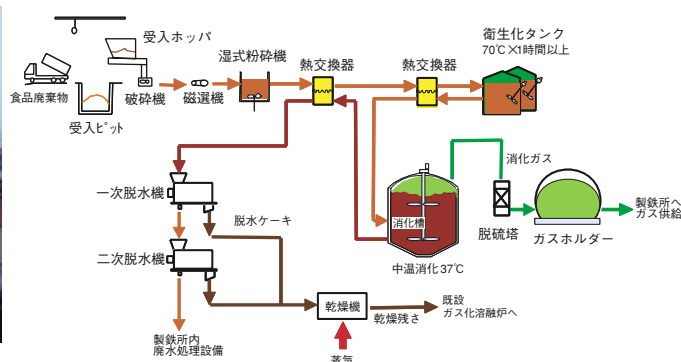 受入ホッパ
湿式粉砕機
熱交換器
熱交換器
衛生化タンク
70℃×1時間以上
食品廃棄物
破砕機
磁選機
受入ピット
消化ガス
一次脱水機
脱水ケーキ
消化槽
脱硫塔
ガスホルダー
製鉄所へ
ガス供給
中温消化37℃
二次脱水機
乾燥機
乾燥残さ
既設
ガス化溶融炉へ
製鉄所内
廃水処理設備
蒸気